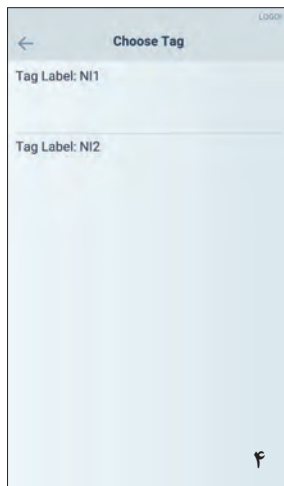 LOGO!
Choose Tag
Tag Label: NI1
Tag Label: NI2
۴